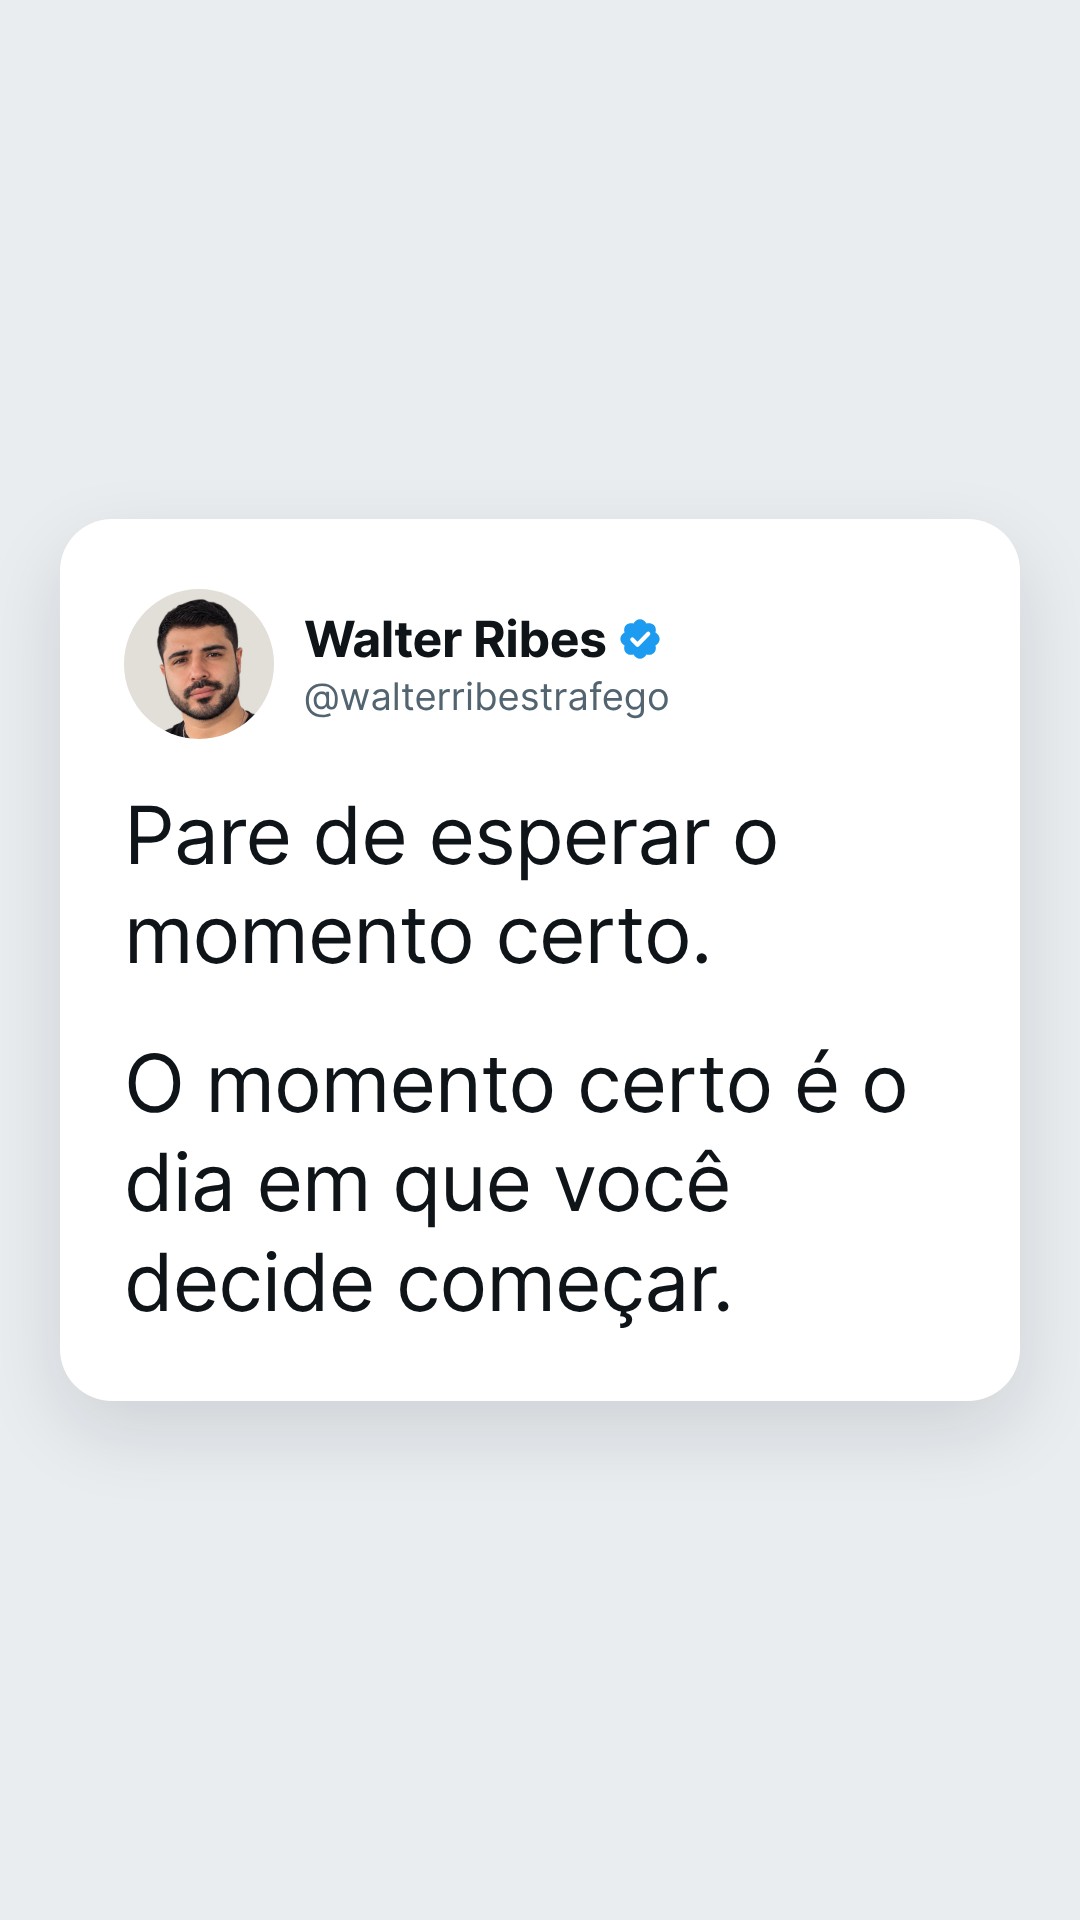 Walter Ribes
@walterribestrafego
Pare de esperar o
momento certo.
O momento certo é o
dia em que você
decide começar.